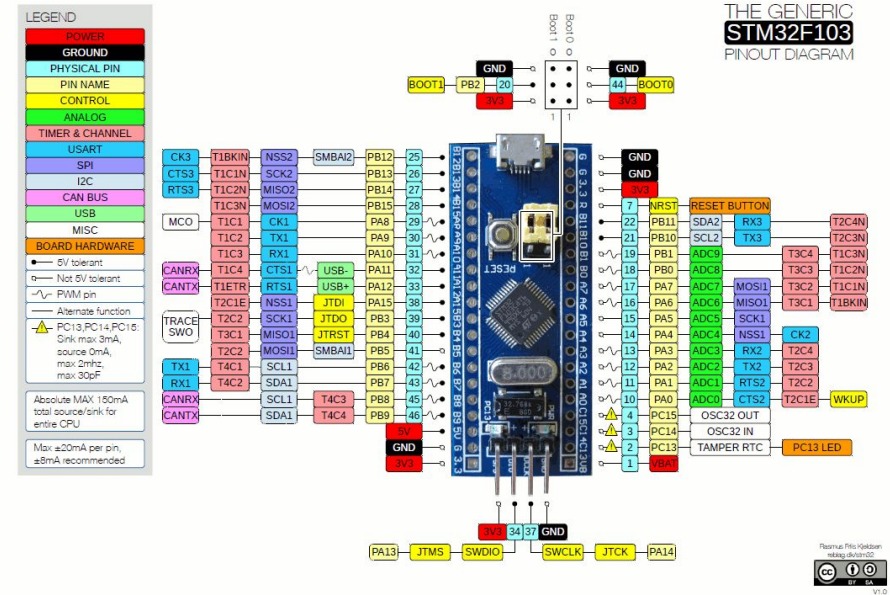 LEGEND
POWER
GROUND
PHYSICAL PIN
PIN NAME
CONTROL
ANALOG
TIMER & CHANNEL
USART
SPI
I2C
CAN BUS
USB
MISC
BOARD HARDWARE
5V tolerant
Not 5V tolerant
PWM pin
Alternate function
PC13,PC14,PC15:
Sink max 3mA,
source 0mA,
max 2mhz,
max 30pF
Absolute MAX 150mA
total source/sink for
entire CPU
Max ±20mA per pin,
±8mA recommended
THE GENERIC
STM32F103
PINOUT DIAGRAM
Boot 1
Boot 0
GND GND
BOOT1 PB2 20 44 BOOT0
3V3 3V3
1 1
CK3 T1BKIN NSS2 SMBAI2 PB12 25
CTS3 T1C1N SCK2 PB13 26
RTS3 T1C2N MISO2 PB14 27
T1C3N MOSI2 PB15 28
MCO T1C1 CK1 PA8 29
T1C2 TX1 PA9 30
T1C3 RX1 PA10 31
CANRX T1C4 CTS1 USB- PA11 32
CANTX T1ETR RTS1 USB+ PA12 33
T2C1E NSS1 JTDI PA15 38
TRACE SWO T2C2 SCK1 JTDO PB3 39
T3C1 MISO1 JTRST PB4 40
T2C2 MOSI1 SMBAI1 PB5 41
TX1 T4C1 SCL1 PB6 42
RX1 T4C2 SDA1 PB7 43
CANRX SCL1 T4C3 PB8 45
CANTX SDA1 T4C4 PB9 46
5V
GND
3V3
RESET
8.000
PC13
PWR
GND
GND
3V3
7 NRST RESET BUTTON
22 PB11 SDA2 RX3 T2C4N
21 PB10 SCL2 TX3 T2C3N
19 PB1 ADC9 T3C4 T1C3N
18 PB0 ADC8 T3C3 T1C2N
17 PA7 ADC7 MOSI1 T3C2 T1C1N
16 PA6 ADC6 MISO1 T3C1 T1BKIN
15 PA5 ADC5 SCK1
14 PA4 ADC4 NSS1 CK2
13 PA3 ADC3 RX2 T2C4
12 PA2 ADC2 TX2 T2C3
11 PA1 ADC1 RTS2 T2C2
10 PA0 ADC0 CTS2 T2C1E WKUP
4 PC15 OSC32 OUT
3 PC14 OSC32 IN
2 PC13 TAMPER RTC PC13 LED
1 VBAT
3V3 34 37 GND
PA13 JTMS SWDIO SWCLK JTCK PA14
Rasmus Friis Kjeldsen
reblag.dk/stm32
cc BY SA
V1.0